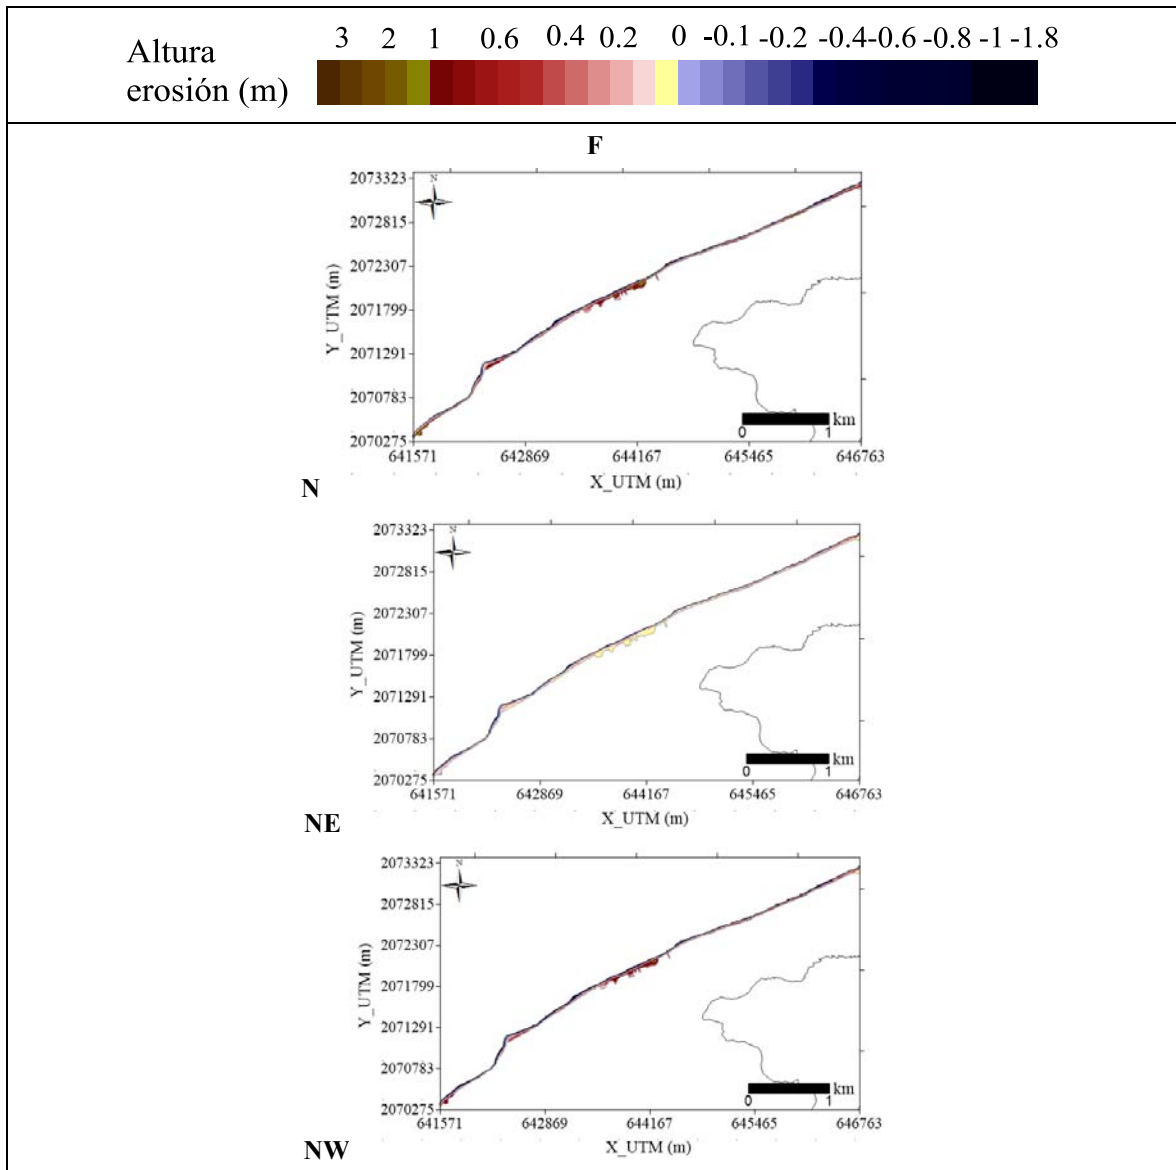 Altura
erosión (m)
3 2 1 0.6 0.4 0.2 0 -0.1 -0.2 -0.4 -0.6 -0.8 -1 -1.8
F
N
2073323
2072815
2072307
2071799
2071291
2070783
2070275
Y_UTM (m)
km
0 1
641571 642869 644167 645465 646763
X_UTM (m)
N
N
2073323
2072815
2072307
2071799
2071291
2070783
2070275
Y_UTM (m)
km
0 1
641571 642869 644167 645465 646763
X_UTM (m)
NE
N
2073323
2072815
2072307
2071799
2071291
2070783
2070275
Y_UTM (m)
km
0 1
641571 642869 644167 645465 646763
X_UTM (m)
NW